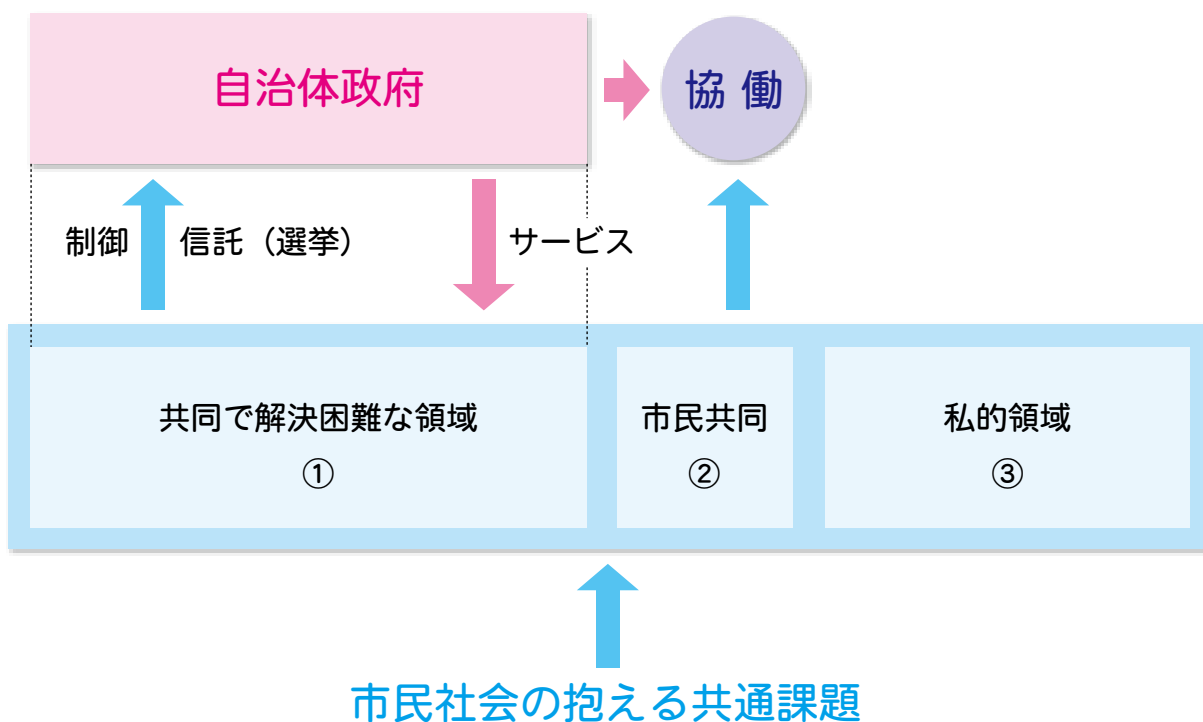 自治体政府
協働
制御
信託（選挙）
サービス
共同で解決困難な領域
①
市民共同
②
私的領域
③
市民社会の抱える共通課題